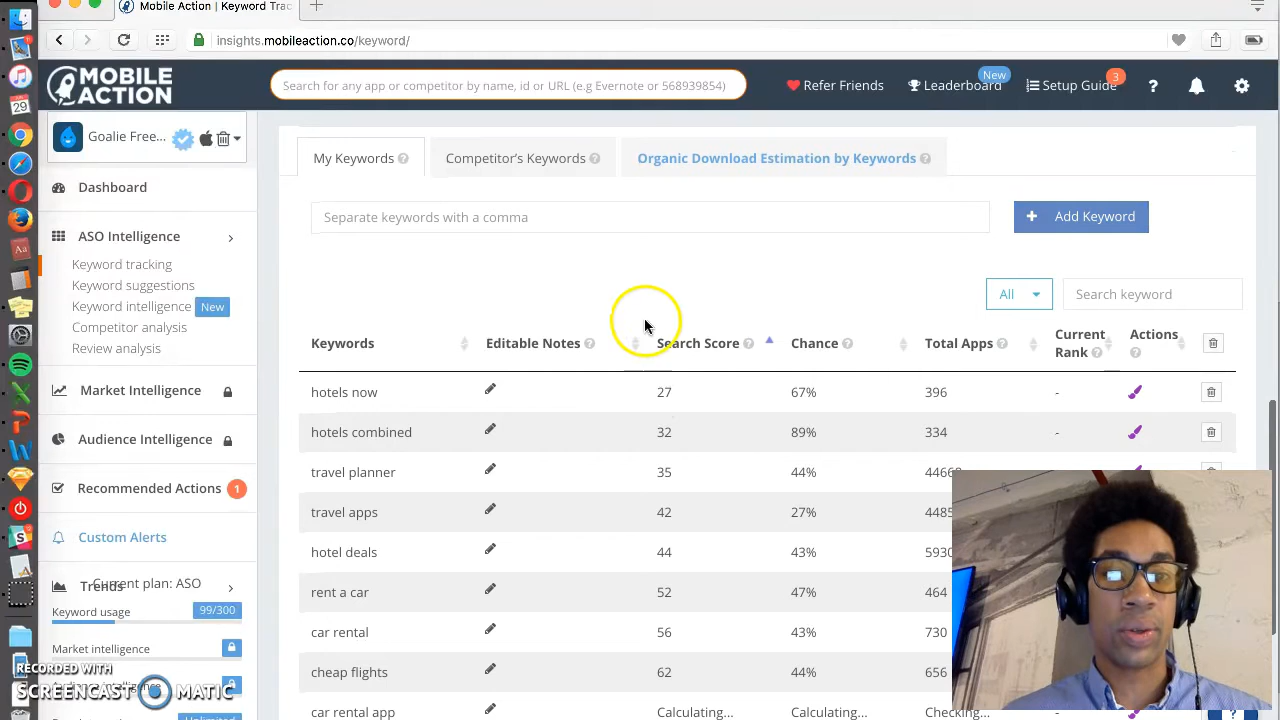 Mobile Action | Keyword Trac
insights.mobileaction.co/keyword/
MOBILE
ACTION
Search for any app or competitor by name, id or URL (e.g Evernote or 568939854)
Refer Friends
Leaderboard
New
Setup Guide
3
?
29
Goalie Free...
Dashboard
ASO Intelligence
Keyword tracking
Keyword suggestions
Keyword intelligence New
Competitor analysis
Review analysis
Market Intelligence
Audience Intelligence
Recommended Actions 1
Custom Alerts
Trends
Current plan: ASO
Keyword usage 99/300
Market intelligence
RECORDED WITH
SCREENCAST MATIC
Unlimited
My Keywords ?
Competitor's Keywords ?
Organic Download Estimation by Keywords ?
Separate keywords with a comma
+ Add Keyword
All
Search keyword
Keywords Editable Notes ? Search Score ? Chance ? Total Apps ? Current Rank ? Actions ?
hotels now 27 67% 396 -
hotels combined 32 89% 334 -
travel planner 35 44%
travel apps 42 27% 4485
hotel deals 44 43% 5930
rent a car 52 47% 464
car rental 56 43% 730
cheap flights 62 44% 656
car rental app Calculating... Calculating... Checking...